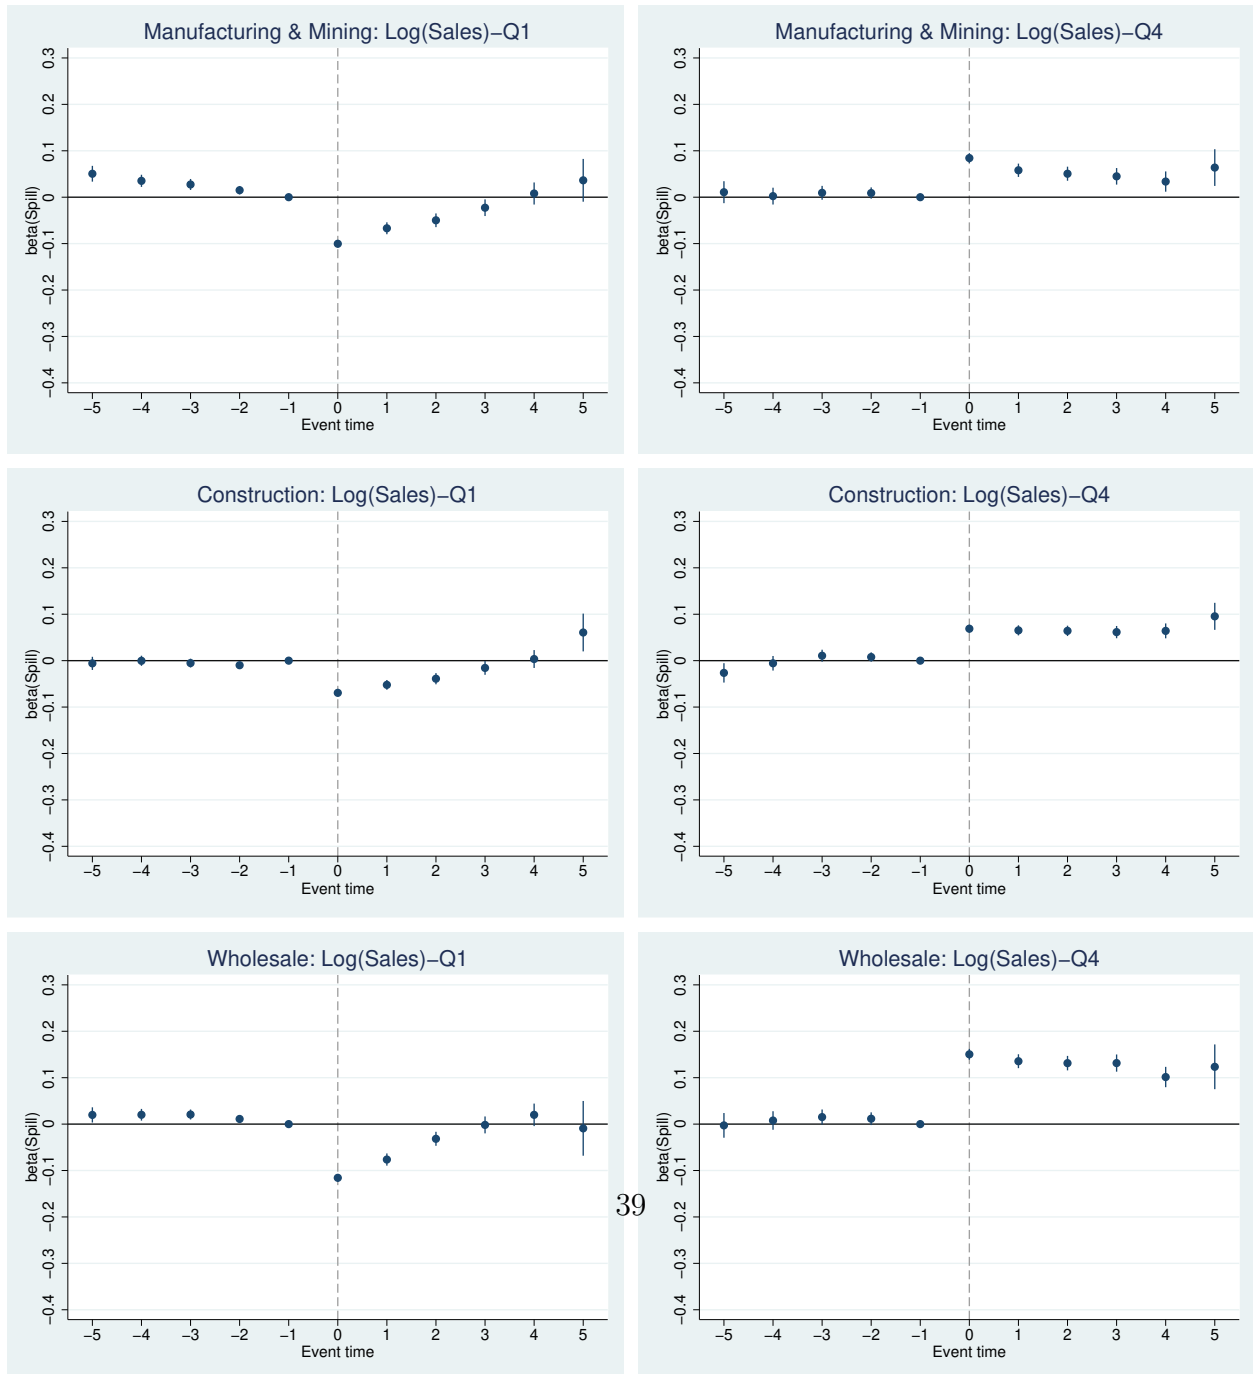 Manufacturing & Mining: Log(Sales)−Q1
beta(Spill)
0.3
0.2
0.1
0
−0.1
−0.2
−0.3
−0.4
−5 −4 −3 −2 −1 0 1 2 3 4 5
Event time
Manufacturing & Mining: Log(Sales)−Q4
beta(Spill)
0.3
0.2
0.1
0
−0.1
−0.2
−0.3
−0.4
−5 −4 −3 −2 −1 0 1 2 3 4 5
Event time
Construction: Log(Sales)−Q1
beta(Spill)
0.3
0.2
0.1
0
−0.1
−0.2
−0.3
−0.4
−5 −4 −3 −2 −1 0 1 2 3 4 5
Event time
Construction: Log(Sales)−Q4
beta(Spill)
0.3
0.2
0.1
0
−0.1
−0.2
−0.3
−0.4
−5 −4 −3 −2 −1 0 1 2 3 4 5
Event time
Wholesale: Log(Sales)−Q1
beta(Spill)
0.3
0.2
0.1
0
−0.1
−0.2
−0.3
−0.4
−5 −4 −3 −2 −1 0 1 2 3 4 5
Event time
Wholesale: Log(Sales)−Q4
beta(Spill)
0.3
0.2
0.1
0
−0.1
−0.2
−0.3
−0.4
−5 −4 −3 −2 −1 0 1 2 3 4 5
Event time
39